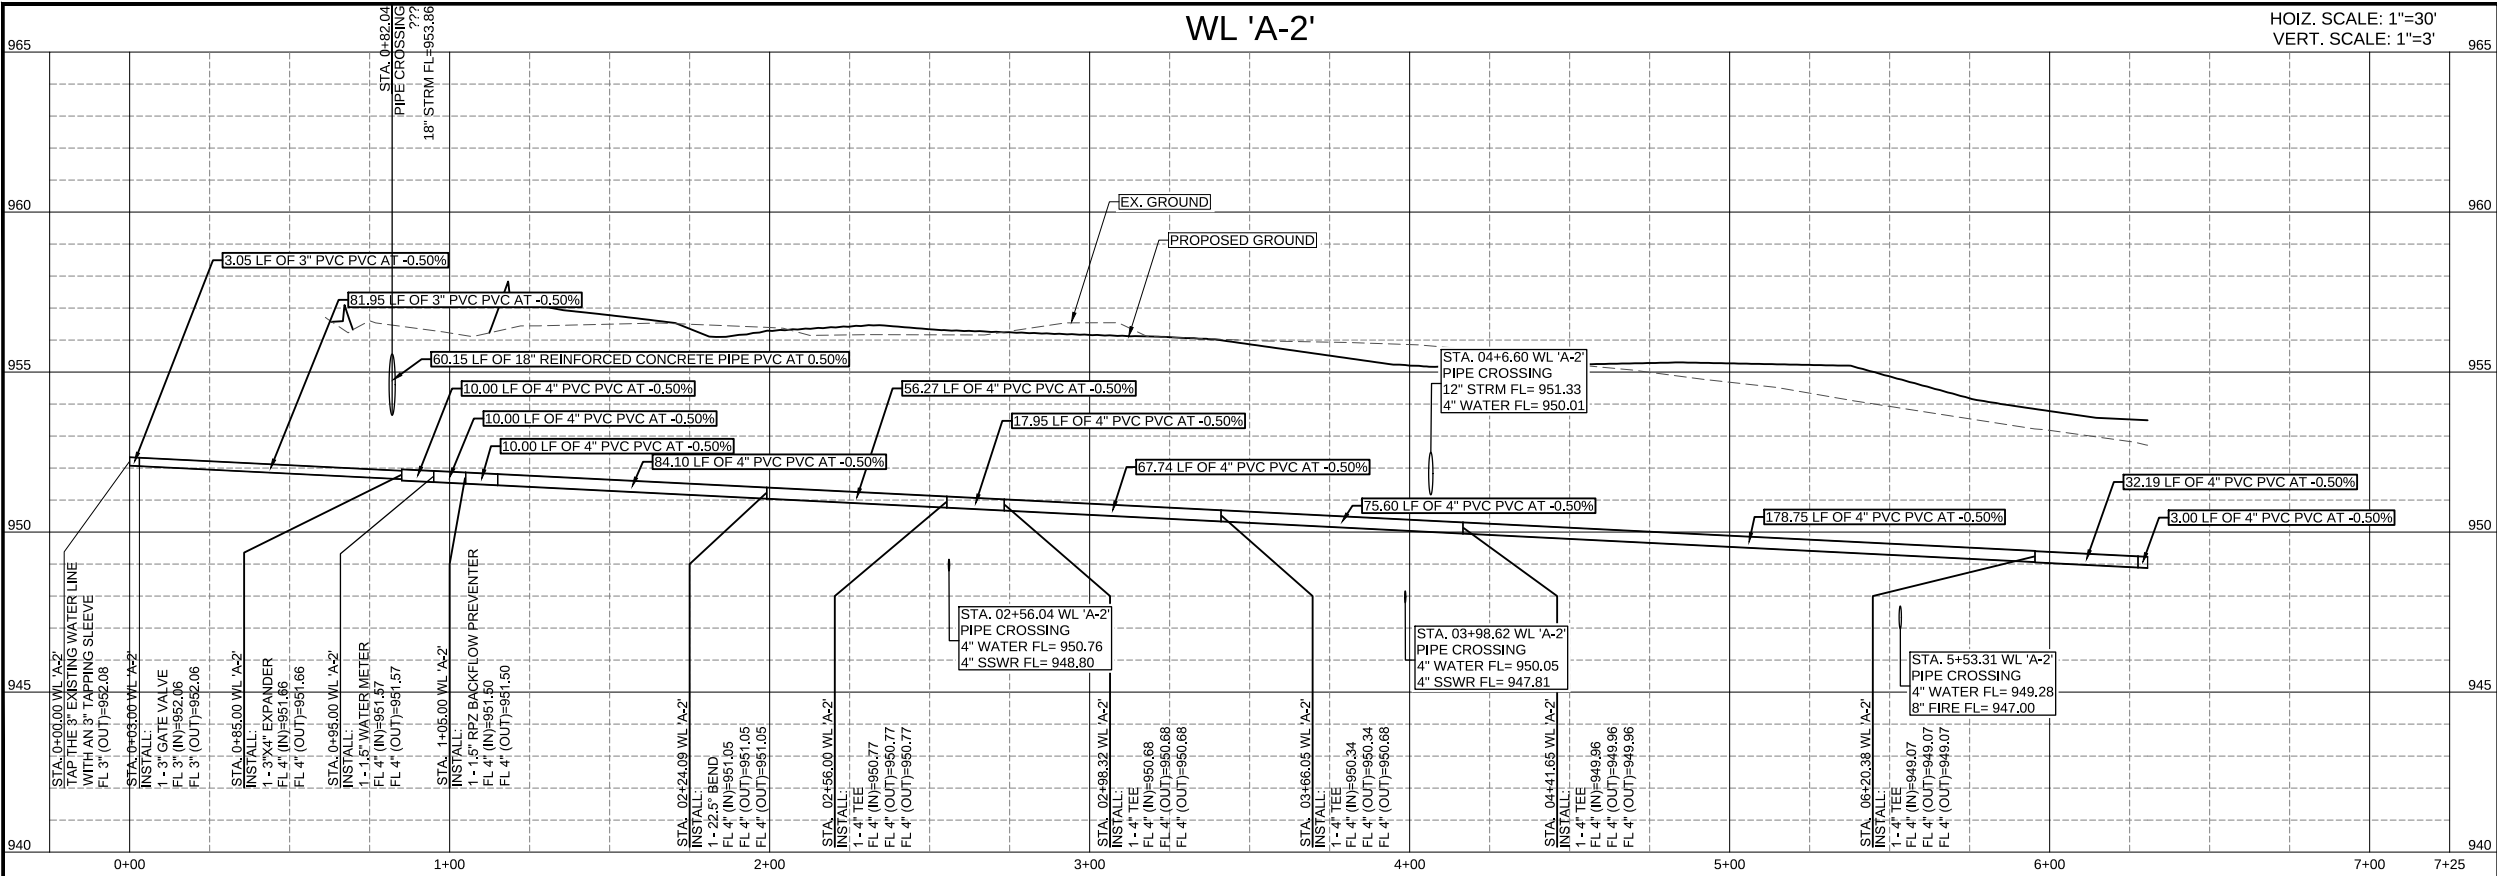 WL 'A-2'
HOIZ. SCALE: 1"=30'
VERT. SCALE: 1"=3'
965
965
960
960
955
955
950
950
945
945
940
940
STA. 0+82.04
PIPE CROSSING
???
18" STRM FL=953.86
EX. GROUND
PROPOSED GROUND
3.05 LF OF 3" PVC PVC AT -0.50%
81.95 LF OF 3" PVC PVC AT -0.50%
60.15 LF OF 18" REINFORCED CONCRETE PIPE PVC AT 0.50%
10.00 LF OF 4" PVC PVC AT -0.50%
10.00 LF OF 4" PVC PVC AT -0.50%
10.00 LF OF 4" PVC PVC AT -0.50%
84.10 LF OF 4" PVC PVC AT -0.50%
56.27 LF OF 4" PVC PVC AT -0.50%
17.95 LF OF 4" PVC PVC AT -0.50%
67.74 LF OF 4" PVC PVC AT -0.50%
75.60 LF OF 4" PVC PVC AT -0.50%
178.75 LF OF 4" PVC PVC AT -0.50%
32.19 LF OF 4" PVC PVC AT -0.50%
3.00 LF OF 4" PVC PVC AT -0.50%
STA. 04+6.60 WL 'A-2'
PIPE CROSSING
12" STRM FL= 951.33
4" WATER FL= 950.01
STA. 02+56.04 WL 'A-2'
PIPE CROSSING
4" WATER FL= 950.76
4" SSWR FL= 948.80
STA. 03+98.62 WL 'A-2'
PIPE CROSSING
4" WATER FL= 950.05
4" SSWR FL= 947.81
STA. 5+53.31 WL 'A-2'
PIPE CROSSING
4" WATER FL= 949.28
8" FIRE FL= 947.00
STA. 0+00.00 WL 'A-2'
TAP THE 3" EXISTING WATER LINE
WITH AN 3" TAPPING SLEEVE
FL 3" (OUT)=952.08
STA. 0+03.00 WL 'A-2'
INSTALL:
1 - 3" GATE VALVE
FL 3" (IN)=952.06
FL 3" (OUT)=952.06
STA. 0+85.00 WL 'A-2'
INSTALL:
1 - 3"X4" EXPANDER
FL 4" (IN)=951.66
FL 4" (OUT)=951.66
STA. 0+95.00 WL 'A-2'
INSTALL:
1 - 1.5" WATER METER
FL 4" (IN)=951.57
FL 4" (OUT)=951.57
STA. 1+05.00 WL 'A-2'
INSTALL:
1 - 1.5" RPZ BACKFLOW PREVENTER
FL 4" (IN)=951.50
FL 4" (OUT)=951.50
STA. 02+24.09 WL 'A-2'
INSTALL:
1 - 22.5° BEND
FL 4" (IN)=951.05
FL 4" (OUT)=951.05
FL 4" (OUT)=951.05
STA. 02+56.00 WL 'A-2'
INSTALL:
1 - 4" TEE
FL 4" (IN)=950.77
FL 4" (OUT)=950.77
FL 4" (OUT)=950.77
STA. 02+98.32 WL 'A-2'
INSTALL:
1 - 4" TEE
FL 4" (IN)=950.68
FL 4" (OUT)=950.68
FL 4" (OUT)=950.68
STA. 03+66.05 WL 'A-2'
INSTALL:
1 - 4" TEE
FL 4" (IN)=950.34
FL 4" (OUT)=950.34
FL 4" (OUT)=950.68
STA. 04+41.65 WL 'A-2'
INSTALL:
1 - 4" TEE
FL 4" (IN)=949.96
FL 4" (OUT)=949.96
FL 4" (OUT)=949.96
STA. 06+20.38 WL 'A-2'
INSTALL:
1 - 4" TEE
FL 4" (IN)=949.07
FL 4" (OUT)=949.07
FL 4" (OUT)=949.07
0+00
1+00
2+00
3+00
4+00
5+00
6+00
7+00
7+25